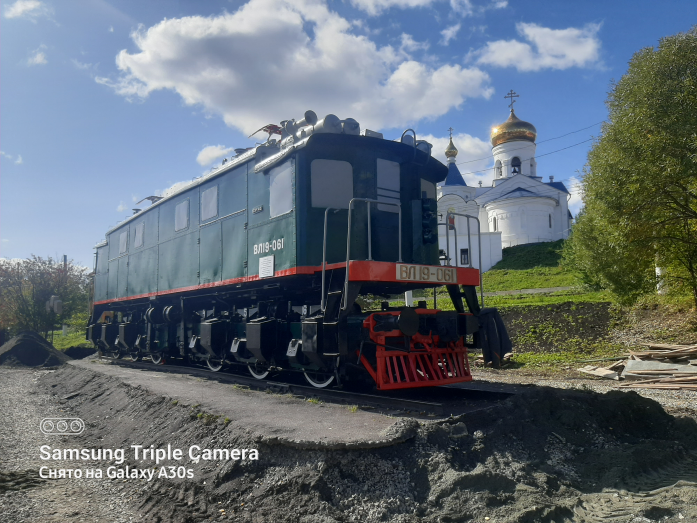 ВЛ19-061
ВЛ19-061
Samsung Triple Camera
Снято на Galaxy A30s